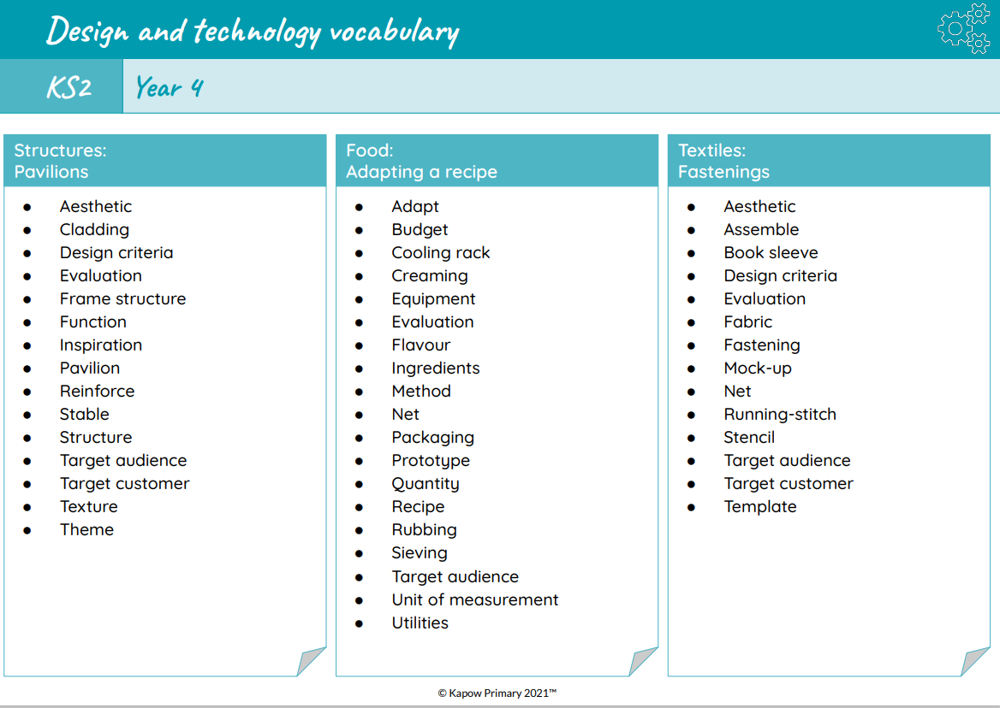 Design and technology vocabulary
KS2
Year 4
Structures:
Pavilions
● Aesthetic
● Cladding
● Design criteria
● Evaluation
● Frame structure
● Function
● Inspiration
● Pavilion
● Reinforce
● Stable
● Structure
● Target audience
● Target customer
● Texture
● Theme
Food:
Adapting a recipe
● Adapt
● Budget
● Cooling rack
● Creaming
● Equipment
● Evaluation
● Flavour
● Ingredients
● Method
● Net
● Packaging
● Prototype
● Quantity
● Recipe
● Rubbing
● Sieving
● Target audience
● Unit of measurement
● Utilities
Textiles:
Fastenings
● Aesthetic
● Assemble
● Book sleeve
● Design criteria
● Evaluation
● Fabric
● Fastening
● Mock-up
● Net
● Running-stitch
● Stencil
● Target audience
● Target customer
● Template
© Kapow Primary 2021™